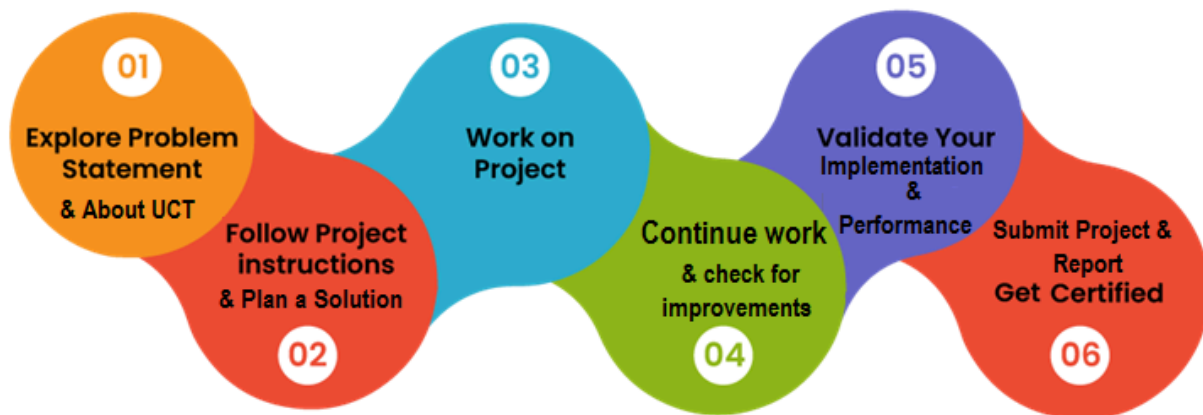 01
Explore Problem
Statement
& About UCT
Follow Project
instructions
& Plan a Solution
02
03
Work on
Project
Continue work
& check for
improvements
04
05
Validate Your
Implementation
&
Performance
Submit Project &
Report
Get Certified
06